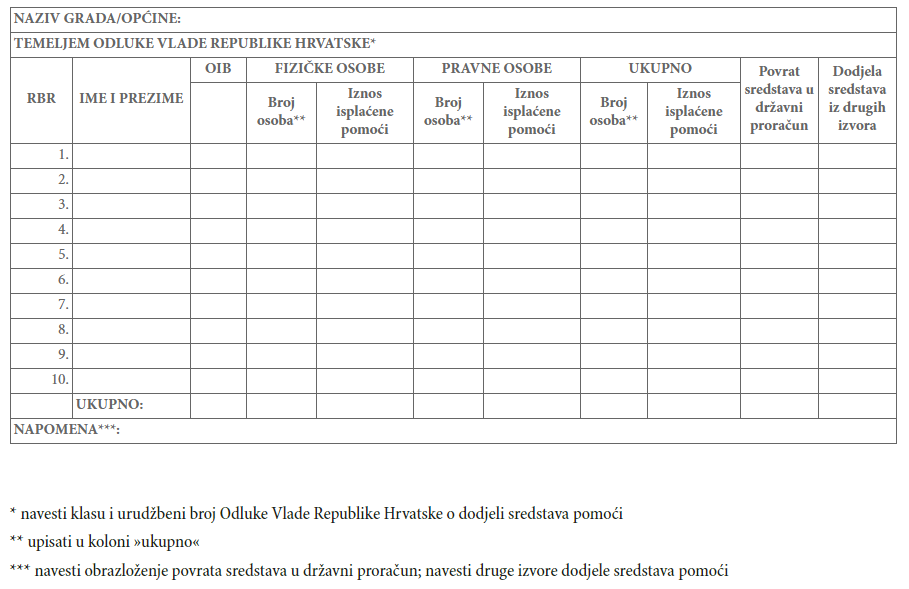 NAZIV GRADA/OPĆINE:
TEMELJEM ODLUKE VLADE REPUBLIKE HRVATSKE*
RBR
IME I PREZIME
OIB
FIZIČKE OSOBE
PRAVNE OSOBE
UKUPNO
Povrat
sredstava u
državni
proračun
Dodjela
sredstava
iz drugih
izvora
Broj
osoba**
Iznos
isplaćene
pomoći
Broj
osoba**
Iznos
isplaćene
pomoći
Broj
osoba**
Iznos
isplaćene
pomoći
1.
2.
3.
4.
5.
6.
7.
8.
9.
10.
UKUPNO:
NAPOMENA***:
* navesti klasu i urudžbeni broj Odluke Vlade Republike Hrvatske o dodjeli sredstava pomoći
** upisati u koloni »ukupno«
*** navesti obrazloženje povrata sredstava u državni proračun; navesti druge izvore dodjele sredstava pomoći